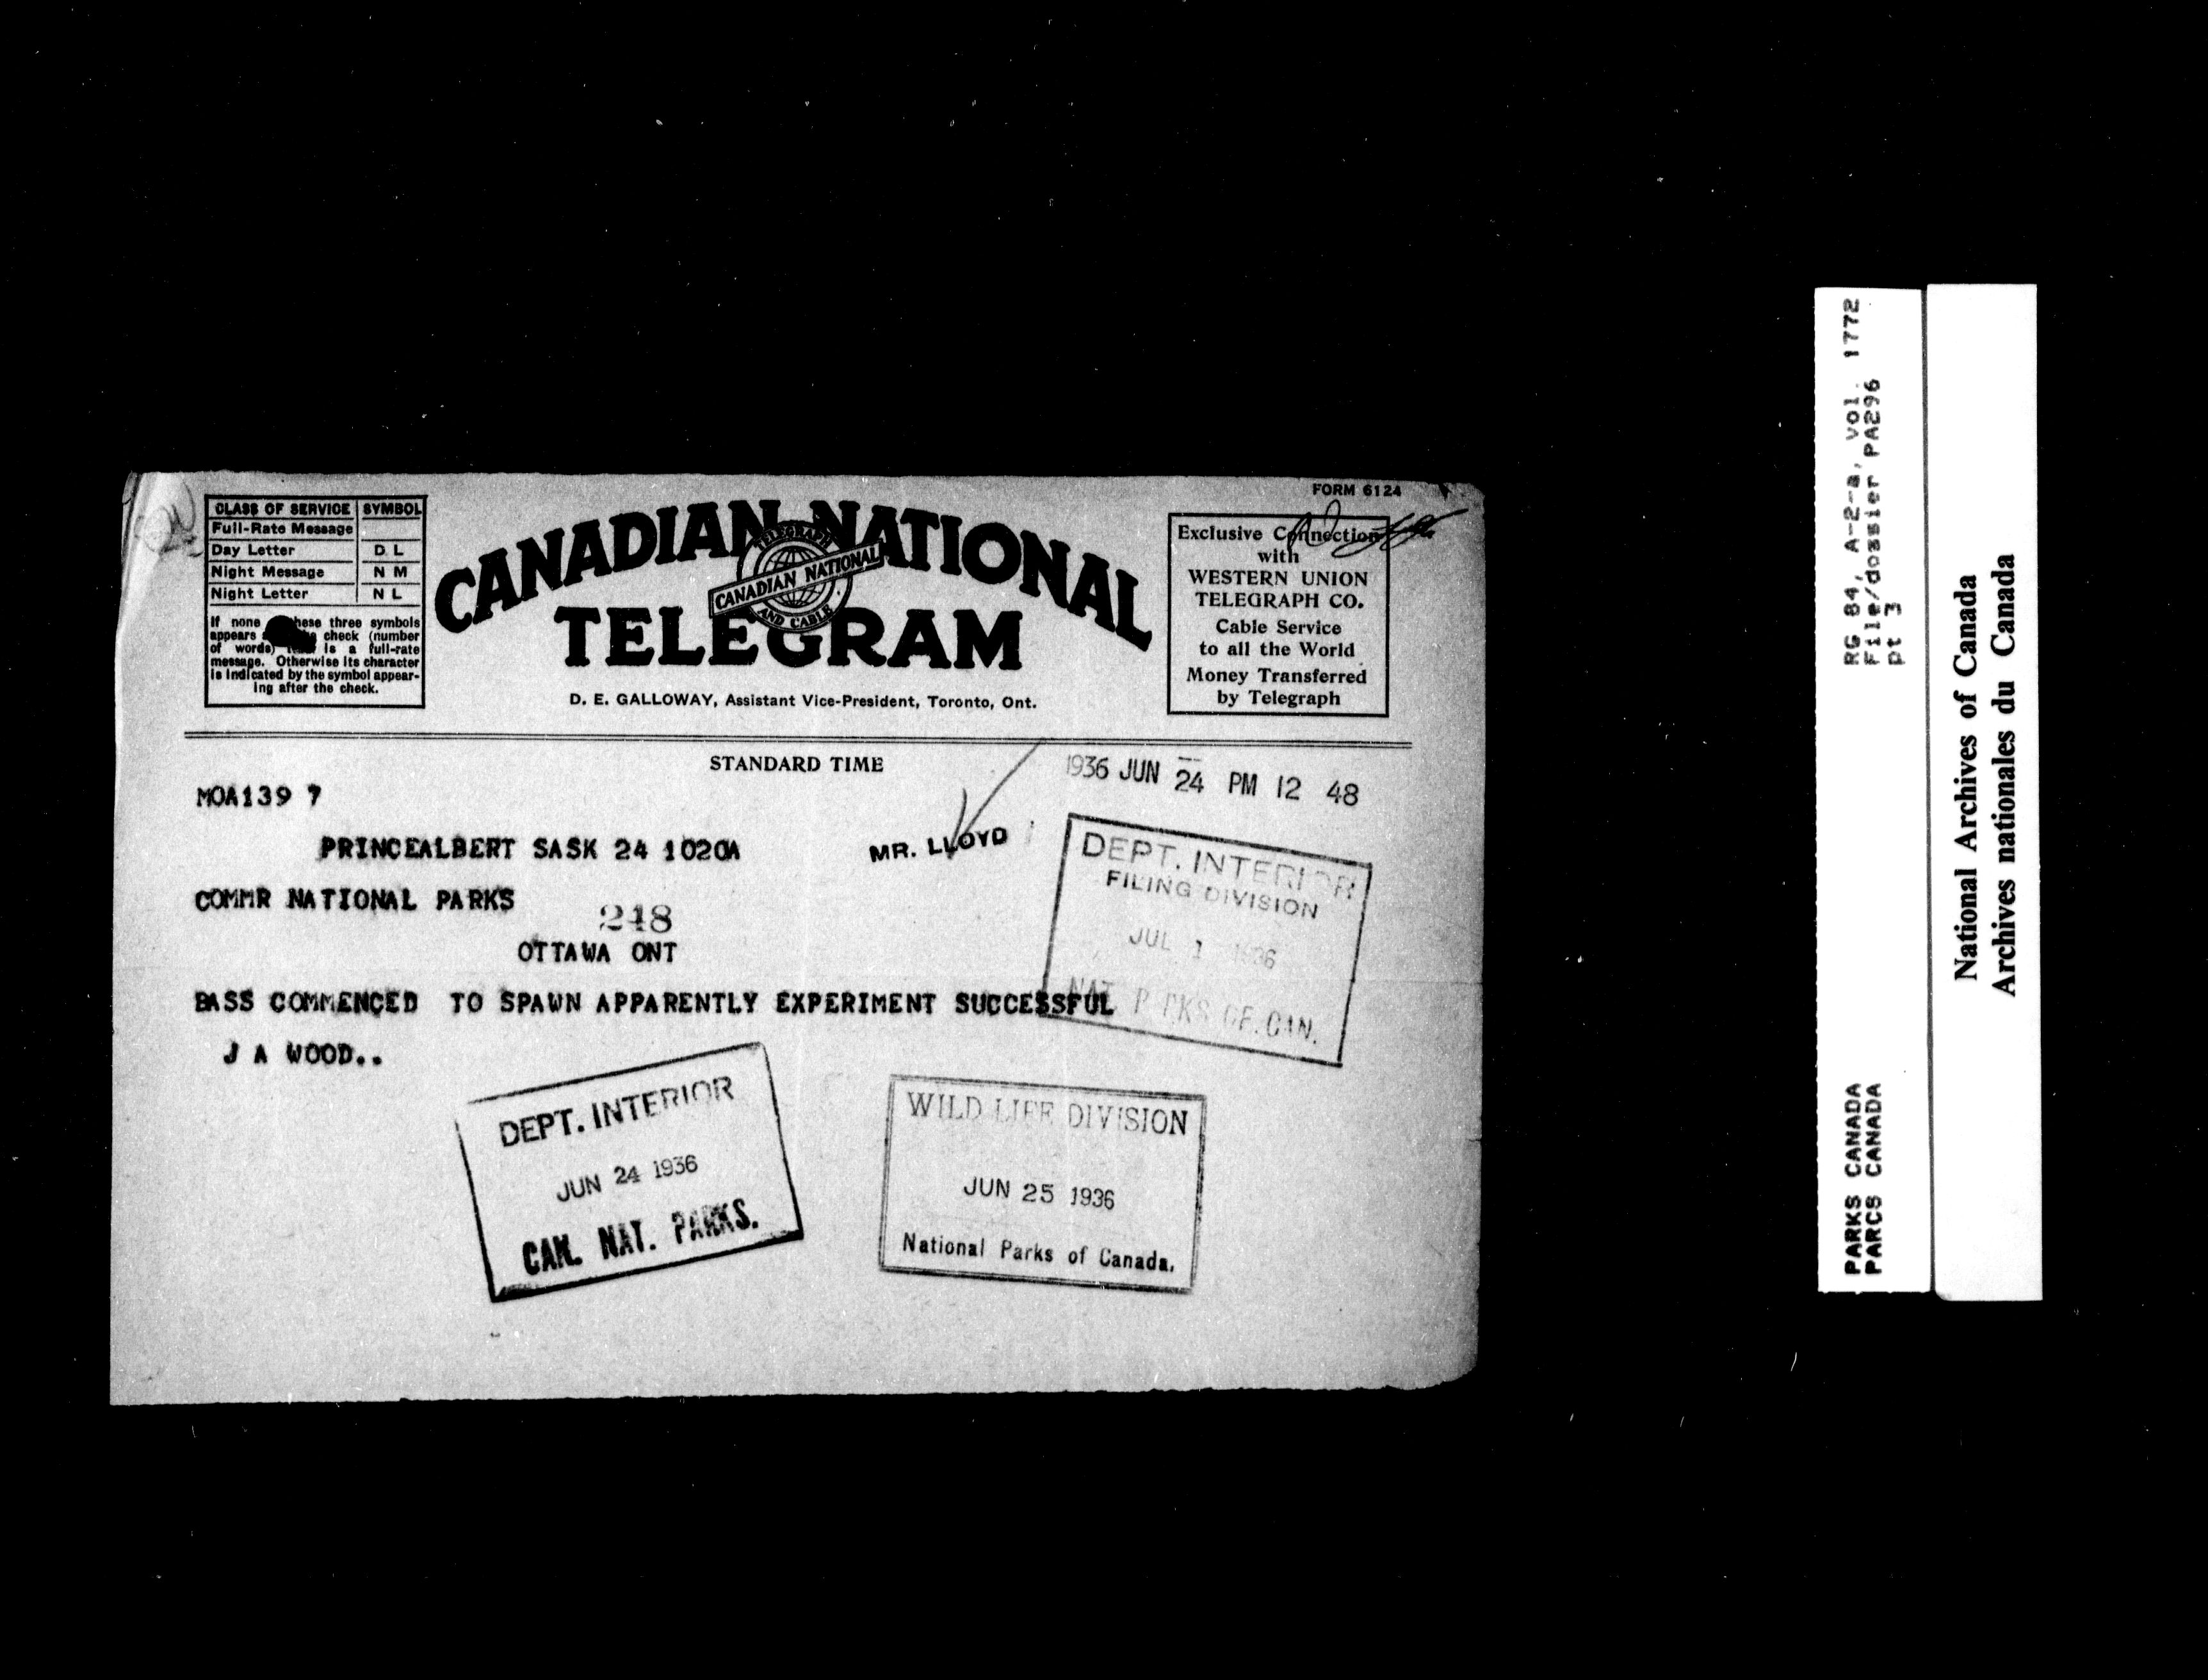 FORM 6124
CLASS OF SERVICE SYMBOL
Full-Rate Message
Day Letter D L
Night Message N M
Night Letter N L
If none these three symbols
appears check (number
of words) is a full-rate
message. Otherwise its character
is indicated by the symbol appear-
ing after the check.
CANADIAN NATIONAL
TELEGRAPH
CANADIAN NATIONAL
AND CABLE
TELEGRAM
D. E. GALLOWAY, Assistant Vice-President, Toronto, Ont.
Exclusive Connection
with
WESTERN UNION
TELEGRAPH CO.
Cable Service
to all the World
Money Transferred
by Telegraph
STANDARD TIME
1936 JUN 24 PM 12 48
MOA139 7
PRINCEALBERT SASK 24 1020A
MR. LLOYD
COMMR NATIONAL PARKS
248
OTTAWA ONT
BASS COMMENCED TO SPAWN APPARENTLY EXPERIMENT SUCCESSFUL
J A WOOD..
DEPT. INTERIOR
FILING DIVISION
JUL 1 1936
NAT. PARKS OF CAN.
DEPT. INTERIOR
JUN 24 1936
CAN. NAT. PARKS.
WILD LIFE DIVISION
JUN 25 1936
National Parks of Canada.
RG 84, A-2-a, vol. 1772
File/dossier PA296
pt 3
PARKS CANADA
PARCS CANADA
National Archives of Canada
Archives nationales du Canada